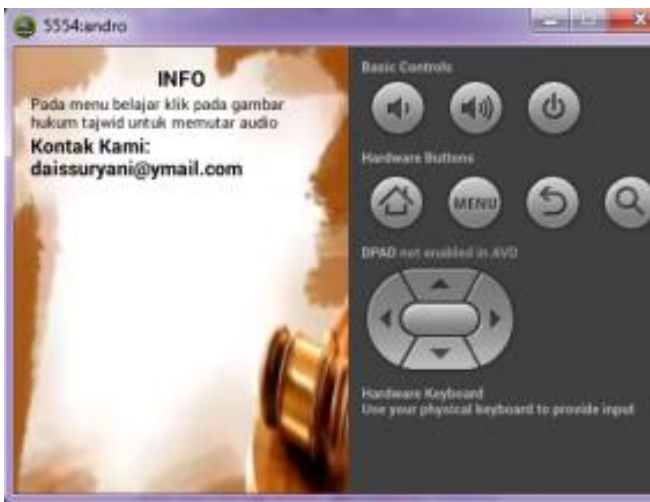 5554:andro
INFO
Pada menu belajar klik pada gambar
hukum tajwid untuk memutar audio
Kontak Kami:
daissuryani@ymail.com
Basic Controls
Hardware Buttons
MENU
DPAD not enabled in AVD
Hardware Keyboard
Use your physical keyboard to provide input